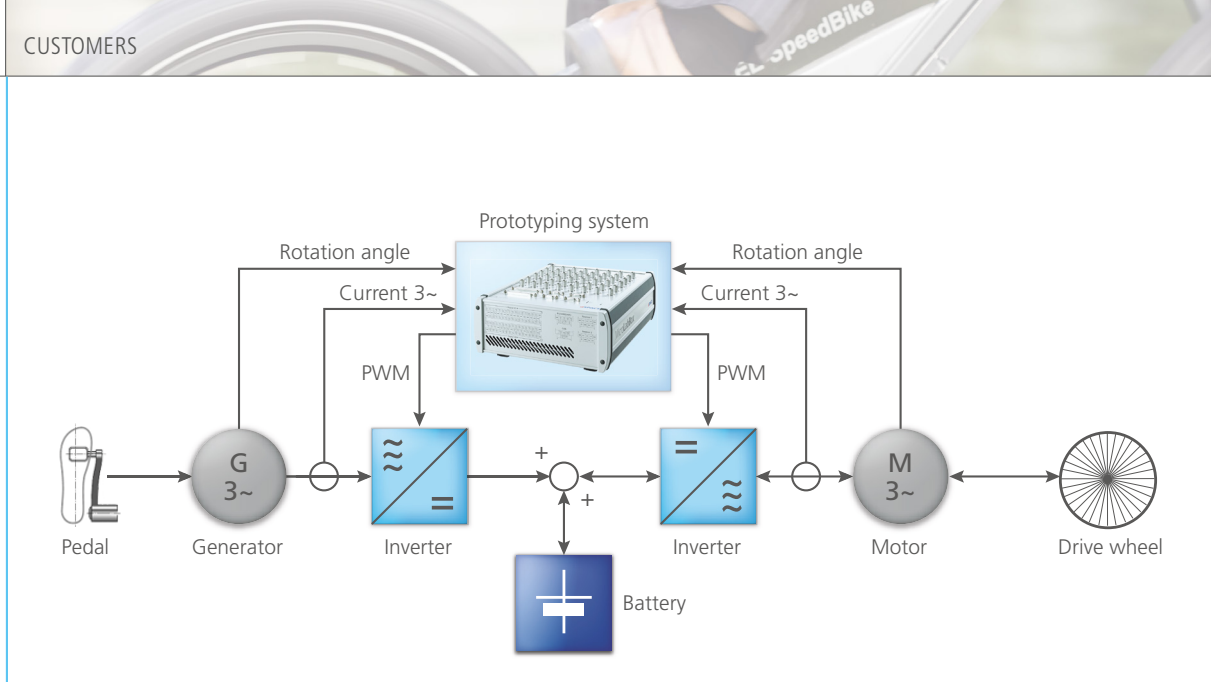 CUSTOMERS
SpeedBike
Prototyping system
Rotation angle
Rotation angle
Current 3~
Current 3~
PWM
PWM
G
3~
M
3~
+
+
Pedal
Generator
Inverter
Inverter
Motor
Drive wheel
Battery